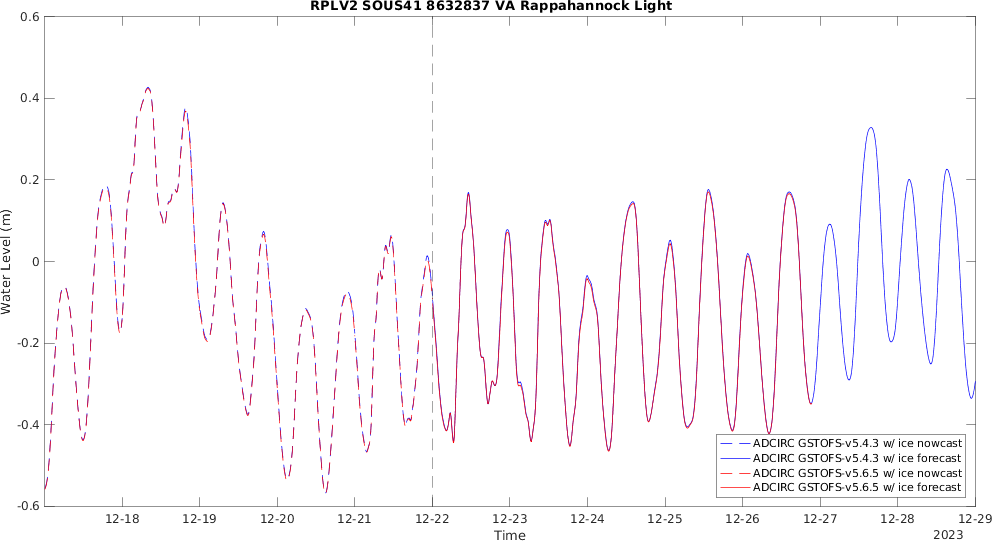 RPLV2 SOUS41 8632837 VA Rappahannock Light
0.6
0.4
0.2
0
-0.2
-0.4
-0.6
Water Level (m)
12-18
12-19
12-20
12-21
12-22
12-23
12-24
12-25
12-26
12-27
12-28
12-29
Time
2023
ADCIRC GSTOFS-v5.4.3 w/ ice nowcast
ADCIRC GSTOFS-v5.4.3 w/ ice forecast
ADCIRC GSTOFS-v5.6.5 w/ ice nowcast
ADCIRC GSTOFS-v5.6.5 w/ ice forecast